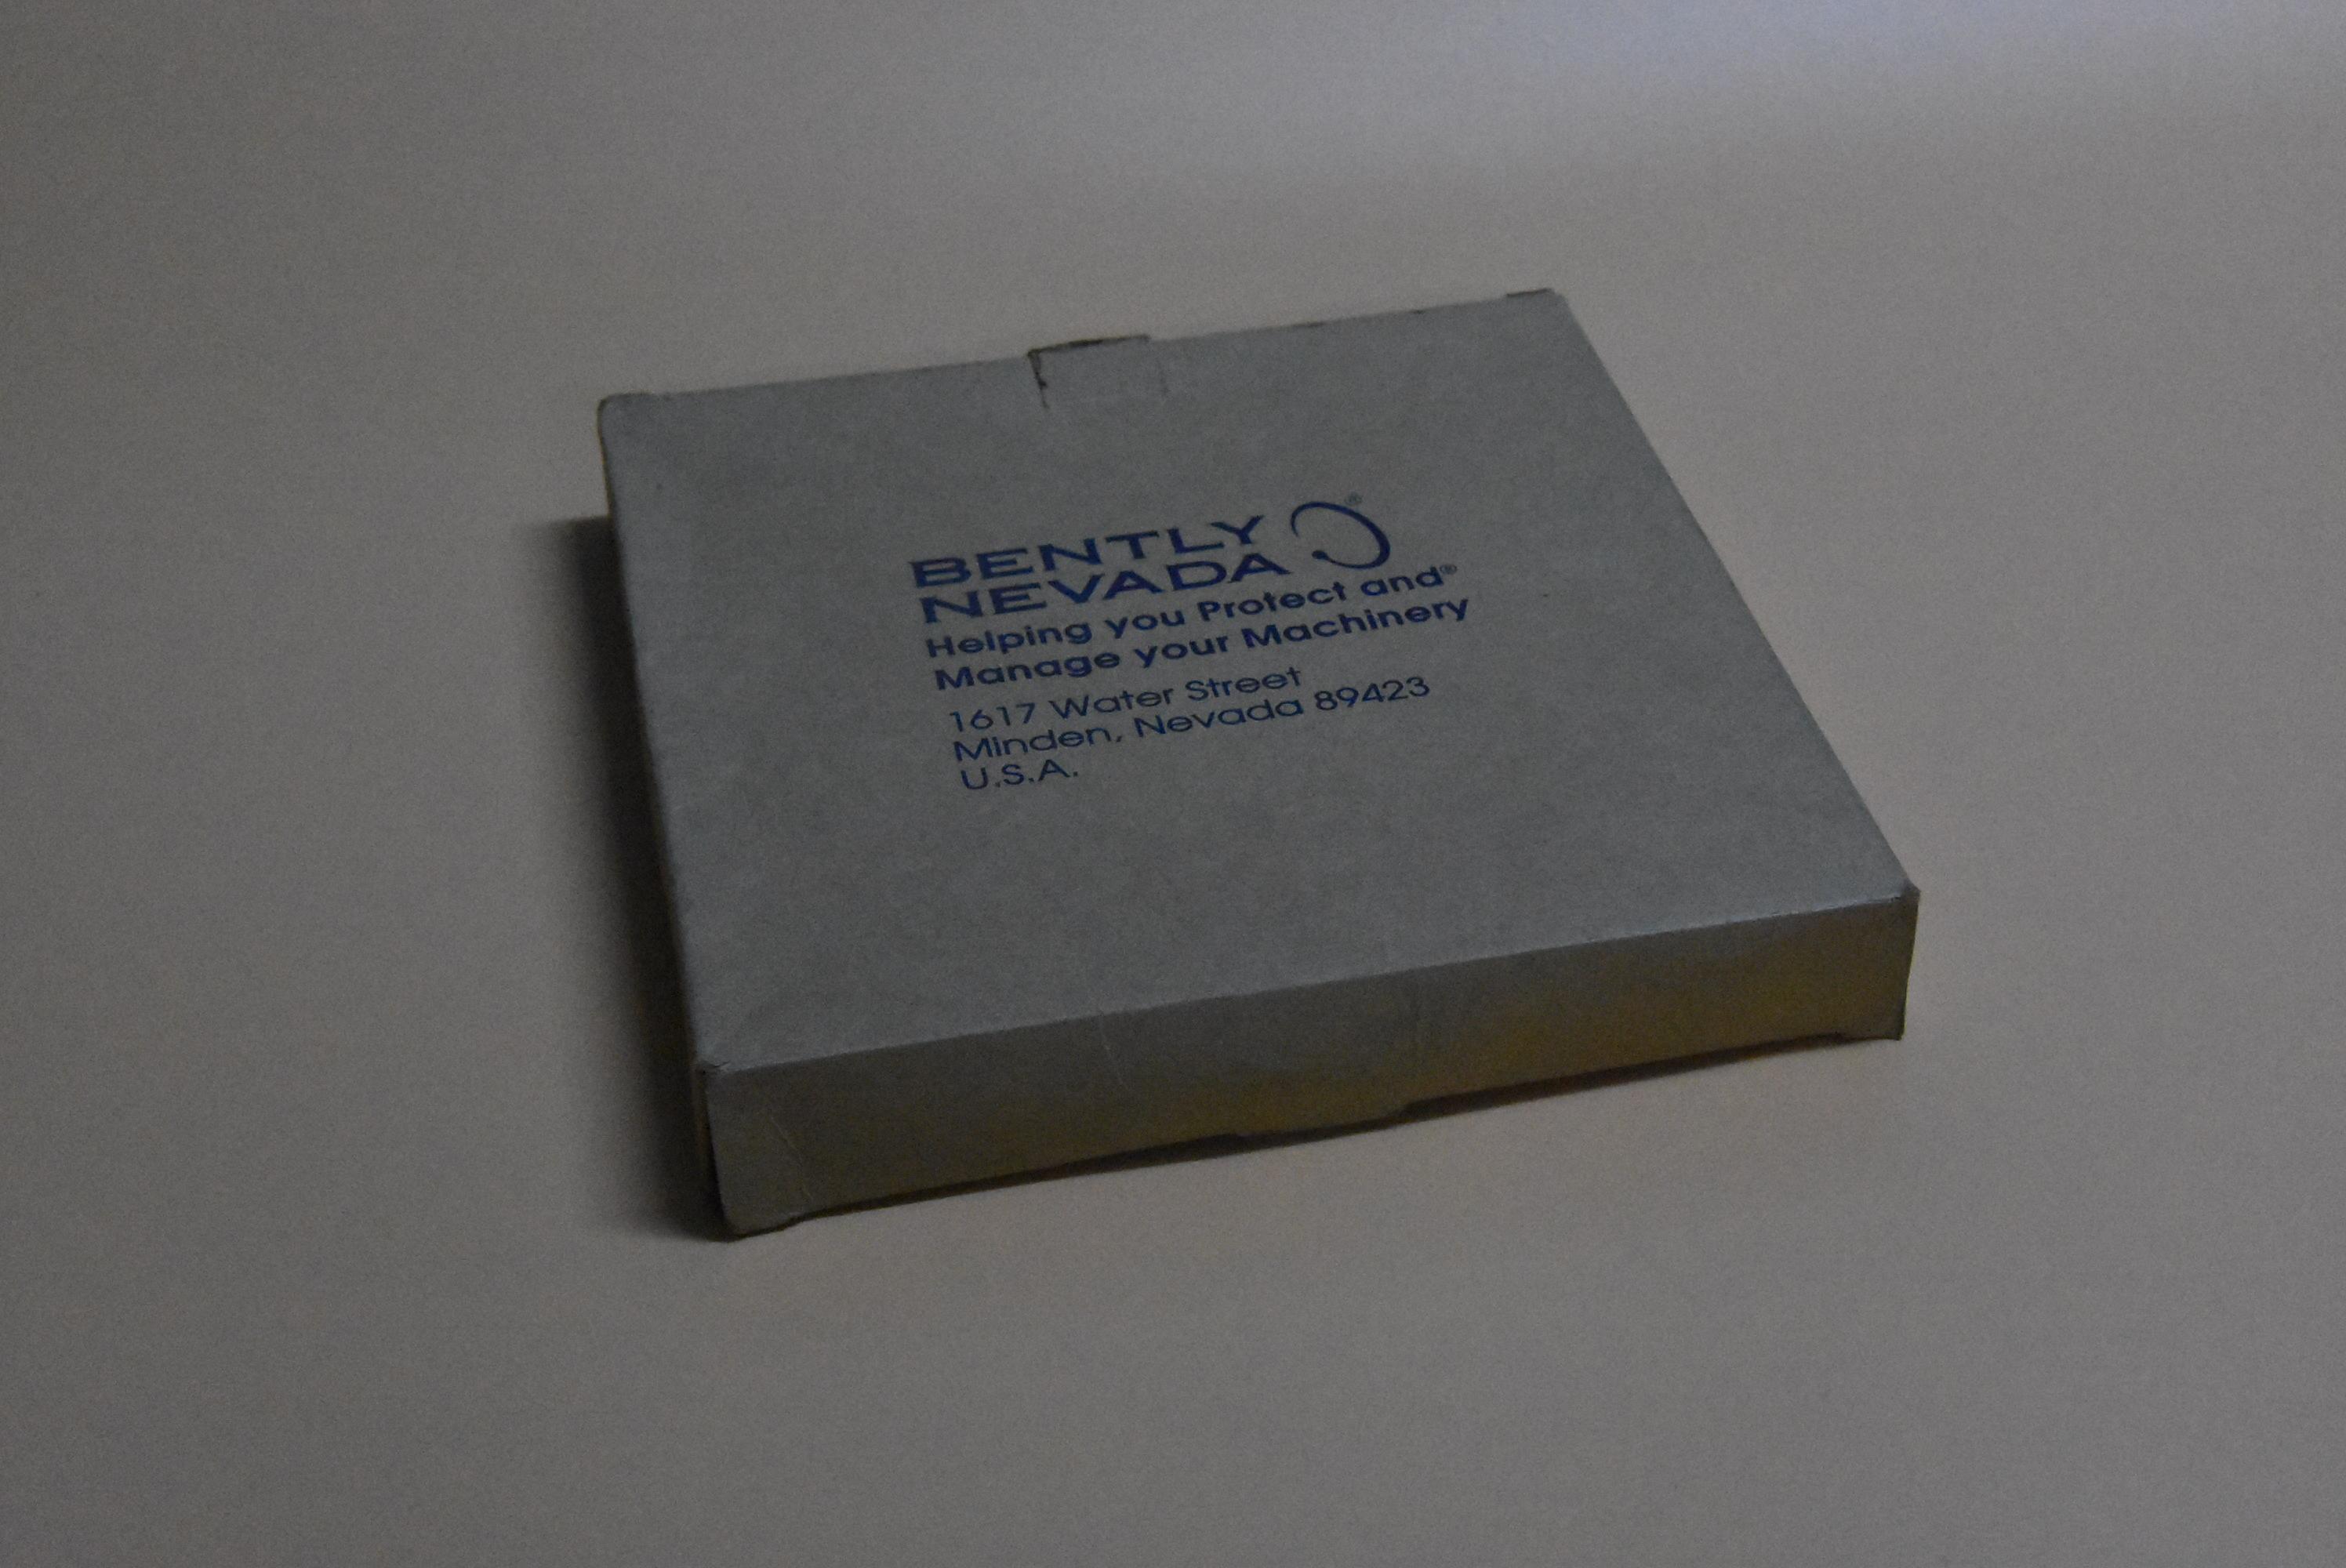 BENTLY ®
NEVADA
Helping you Protect and®
Manage your Machinery
1617 Water Street
Minden, Nevada 89423
U.S.A.